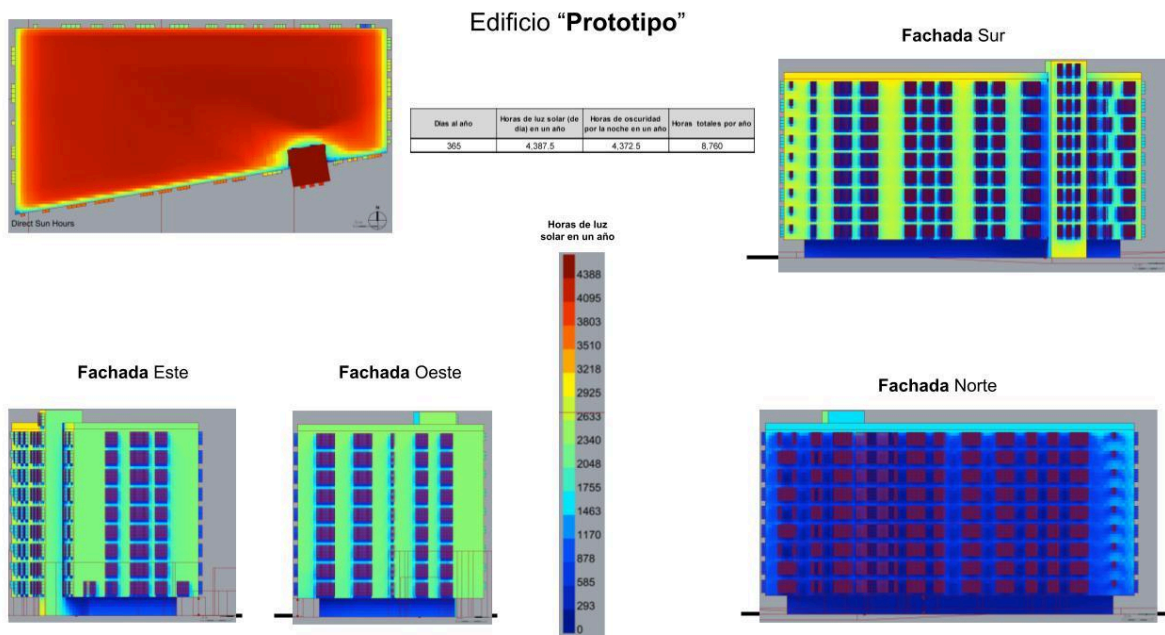 Edificio “Prototipo”
Fachada Sur
Días al año
Horas de luz solar (de
día) en un año
Horas de oscuridad
por la noche en un año
Horas totales por año
365
4,387.5
4,372.5
8,760
Direct Sun Hours
N
Horas de luz
solar en un año
4388
4095
3803
3510
3218
2925
2633
2340
2048
1755
1463
1170
878
585
293
0
Fachada Este
Fachada Oeste
Fachada Norte